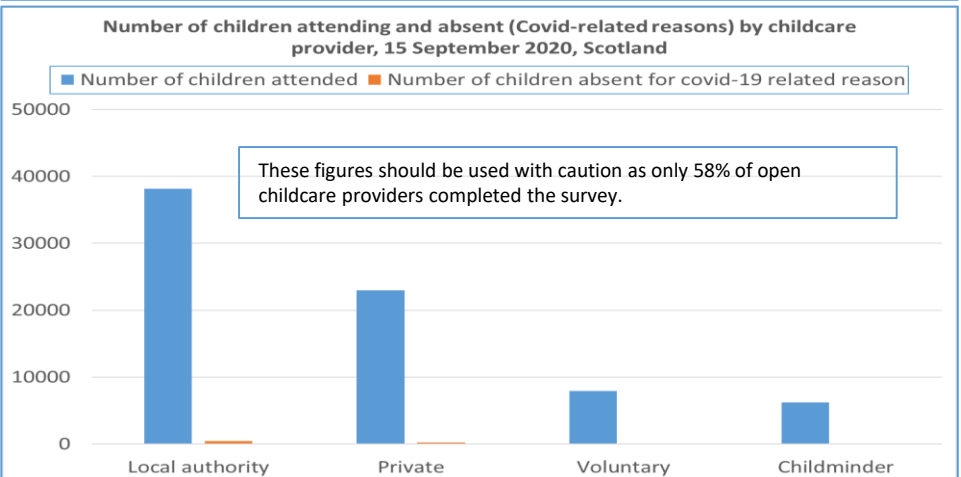 Number of children attending and absent (Covid-related reasons) by childcare
provider, 15 September 2020, Scotland
Number of children attended Number of children absent for covid-19 related reason
50000
These figures should be used with caution as only 58% of open
childcare providers completed the survey.
40000
30000
20000
10000
0
Local authority Private Voluntary Childminder